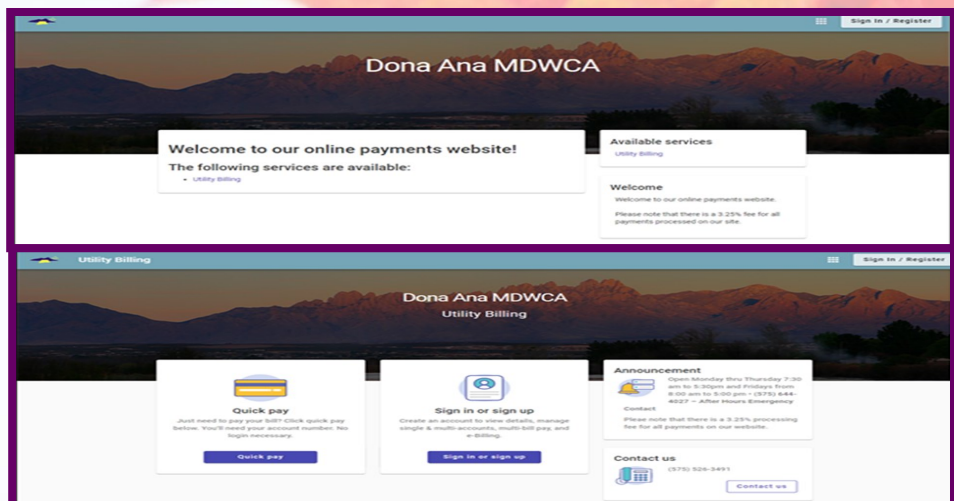 Sign In / Register
Dona Ana MDWCA
Welcome to our online payments website!
The following services are available:
• Utility Billing
Available services
Utility Billing
Welcome
Welcome to our online payments website.
Please note that there is a 3.25% fee for all
payments processed on our site.
Utility Billing
Sign In / Register
Dona Ana MDWCA
Utility Billing
Quick pay
Just need to pay your bill? Click quick pay
below. You'll need your account number. No
login necessary.
Quick pay
Sign in or sign up
Create an account to view details, manage
single & multi-accounts, multi-bill pay, and
e-Billing.
Sign in or sign up
Announcement
Open Monday thru Thursday 7:30
am to 5:30pm and Fridays from
8:00 am to 5:00 pm • (575) 644-
4027 ~ After Hours Emergency
Contact
Please note that there is a 3.25% processing
fee for all payments on our website.
Contact us
(575) 526-3491
Contact us